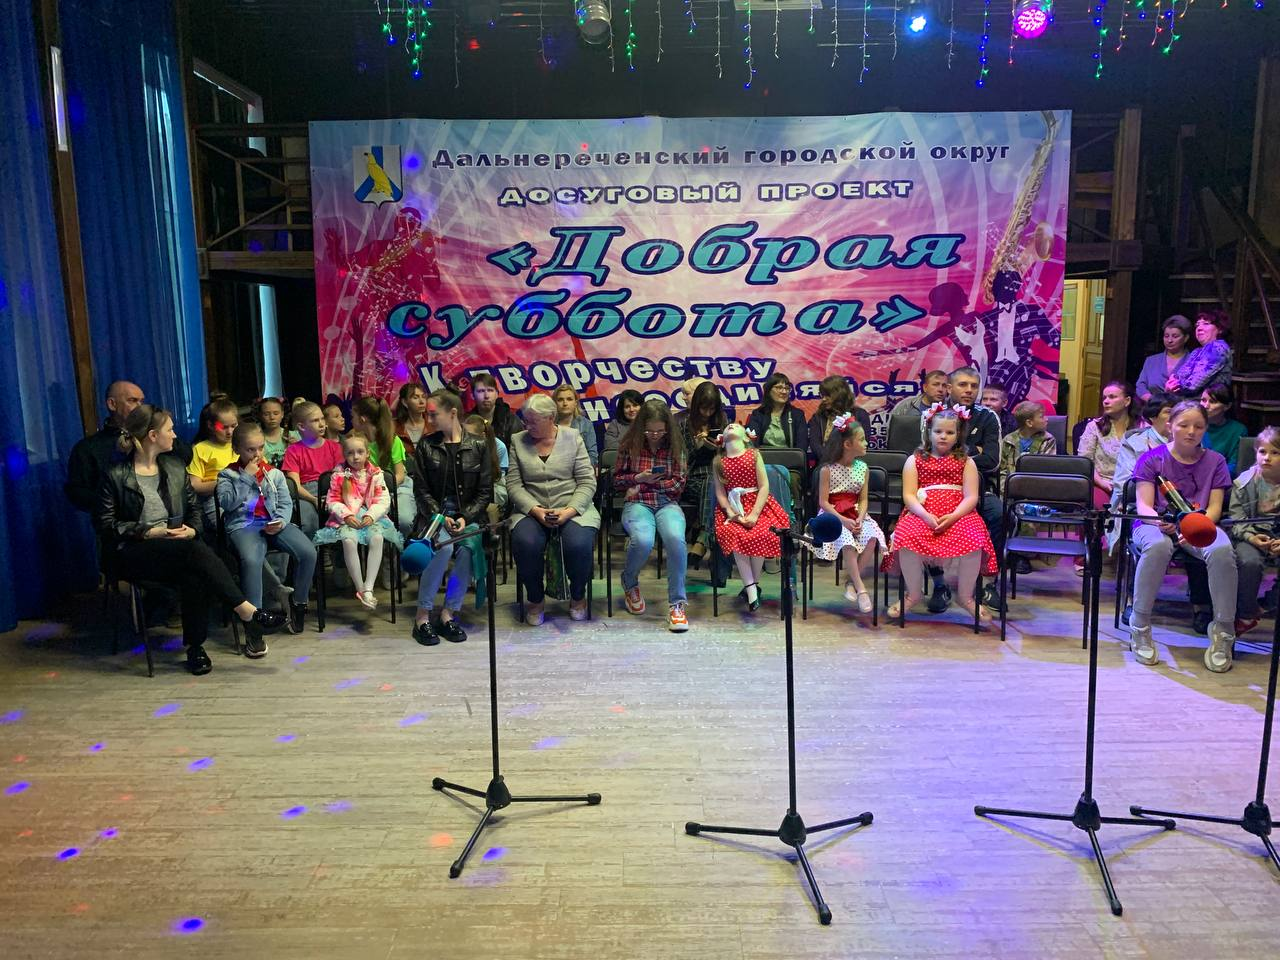 Дальнереченский городской округ
ДОСУГОВЫЙ ПРОЕКТ
«Добрая
суббота»
К творчеству